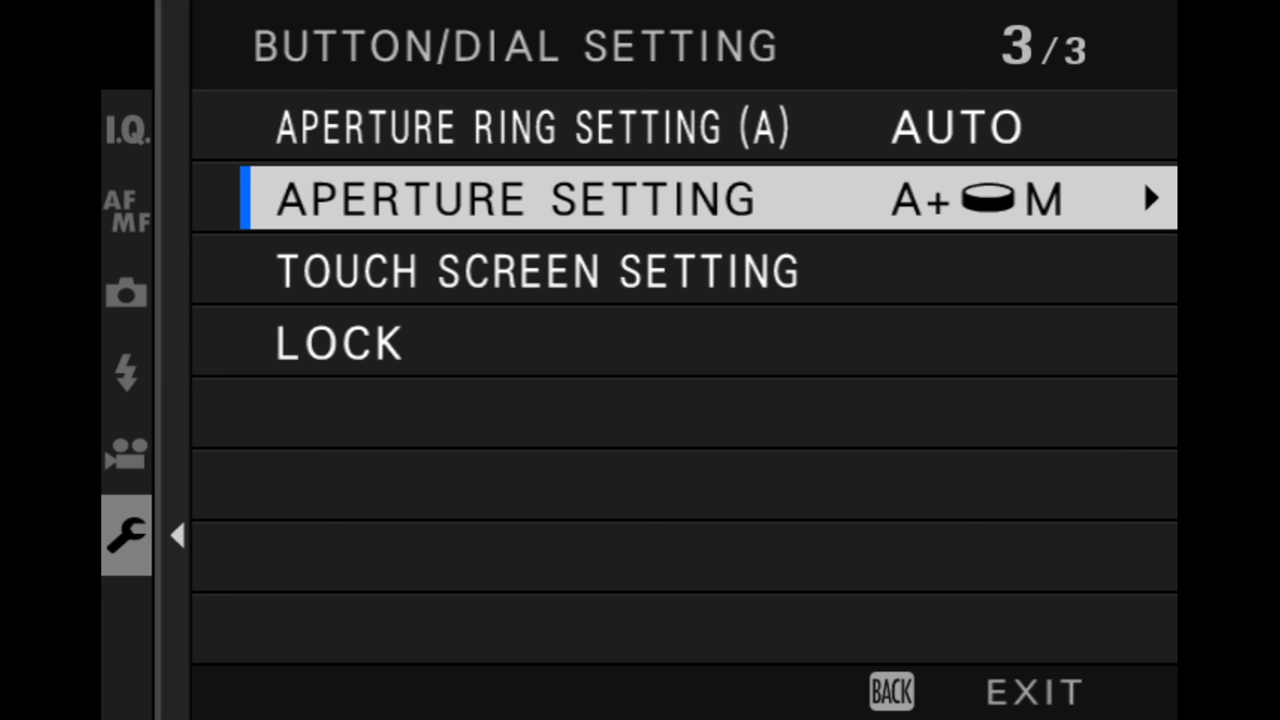 BUTTON/DIAL SETTING 3/3
I.Q.
APERTURE RING SETTING (A) AUTO
AF
MF
APERTURE SETTING A+ M
TOUCH SCREEN SETTING
LOCK
BACK EXIT